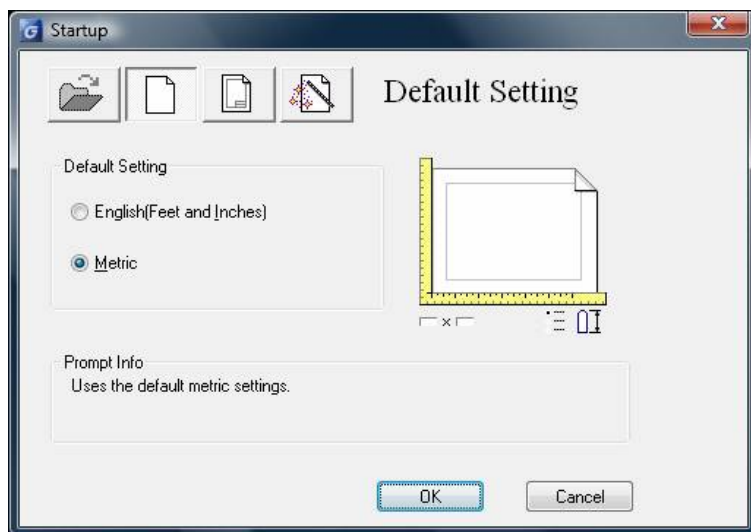 Startup
Default Setting
Default Setting
English(Feet and Inches)
Metric
Prompt Info
Uses the default metric settings.
OK
Cancel